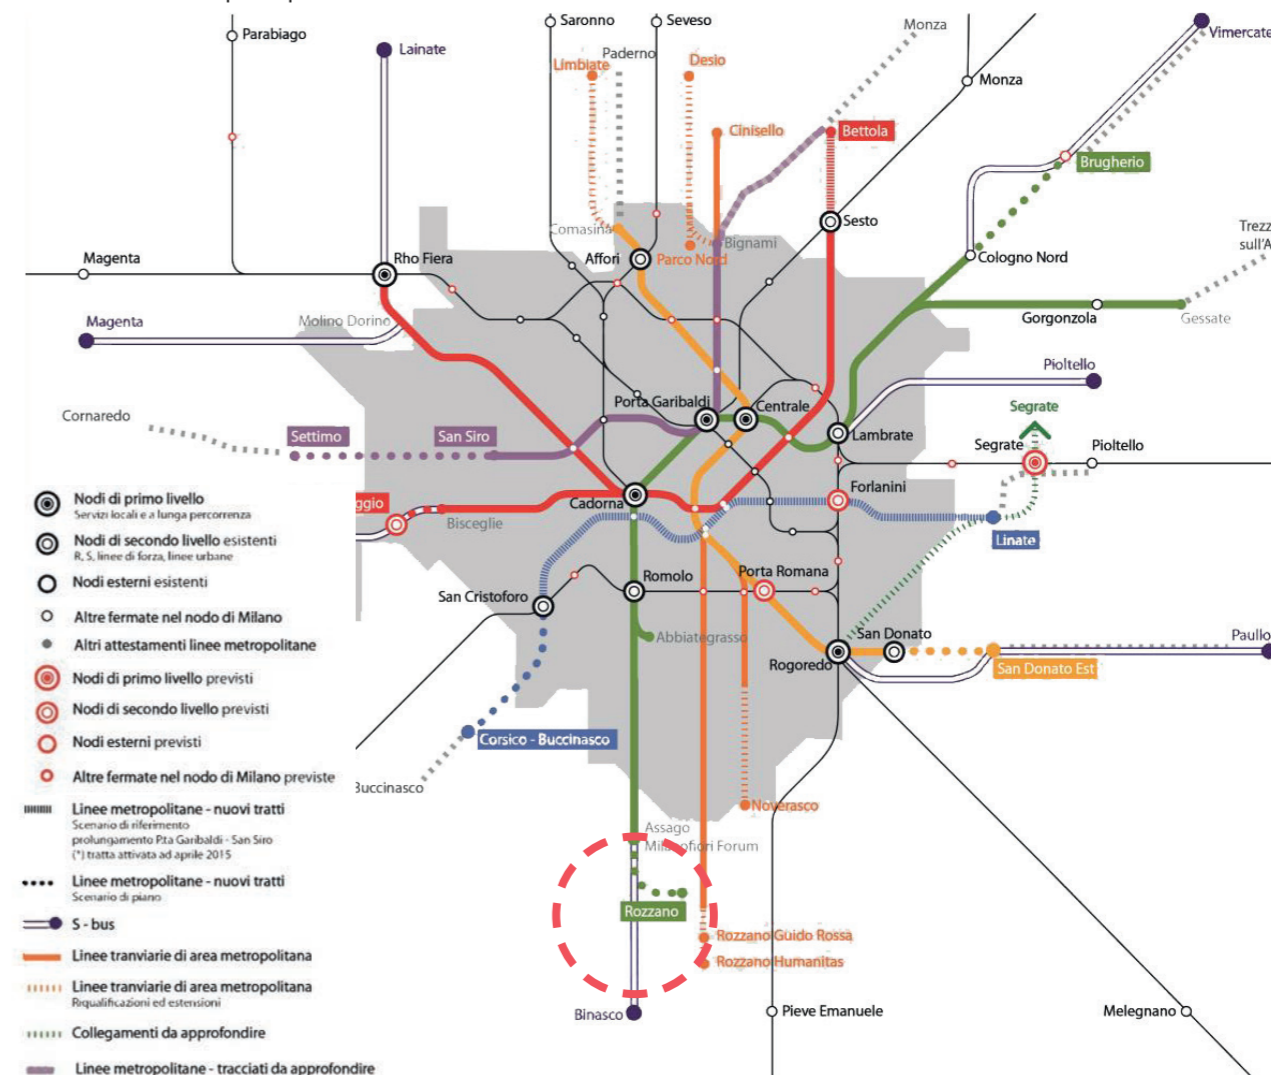 Saronno
Seveso
Parabiago
Lainate
Limbiate
Paderno
Desio
Monza
Vimercate
Monza
Cinisello
Bettola
Brugherio
Comasina
Affori
Parco Nord
Bignami
Sesto
Trezz
sull'A
Magenta
Rho Fiera
Cologno Nord
Magenta
Molino Dorino
Gorgonzola
Gessate
Pioltello
Cornaredo
Porta Garibaldi
Centrale
Segrate
Settimo
San Siro
Lambrate
Segrate
Pioltello
ggio
Bisceglie
Cadorna
Forlanini
Linate
San Cristoforo
Romolo
Porta Romana
Abbiategrasso
San Donato
Rogoredo
San Donato Est
Paullo
Corsico - Buccinasco
Buccinasco
Noverasco
Assago
Milanofiori Forum
Rozzano
Rozzano Guido Rossa
Rozzano Humanitas
Binasco
Pieve Emanuele
Melegnano
Nodi di primo livello
Servizi locali e a lunga percorrenza
Nodi di secondo livello esistenti
R, S, linee di forza, linee urbane
Nodi esterni esistenti
Altre fermate nel nodo di Milano
Altri attestamenti linee metropolitane
Nodi di primo livello previsti
Nodi di secondo livello previsti
Nodi esterni previsti
Altre fermate nel nodo di Milano previste
Linee metropolitane - nuovi tratti
Scenario di riferimento
prolungamento P.ta Garibaldi - San Siro
(*) tratta attivata ad aprile 2015
Linee metropolitane - nuovi tratti
Scenario di piano
S - bus
Linee tranviarie di area metropolitana
Linee tranviarie di area metropolitana
Riqualificazioni ed estensioni
Collegamenti da approfondire
Linee metropolitane - tracciati da approfondire